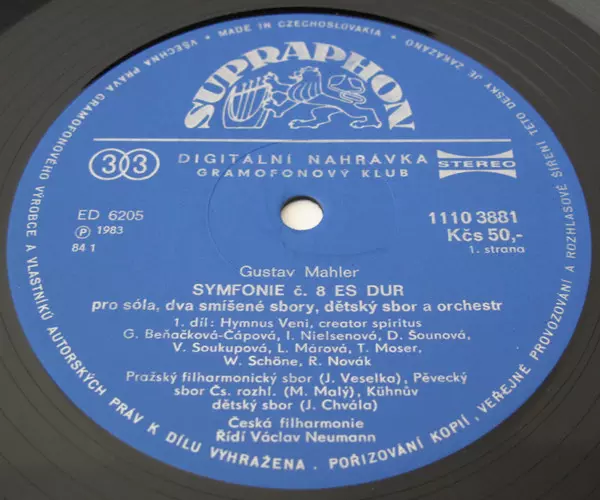 VŠECHNA PRÁVA GRAMOFONOVÉHO VÝROBCE A VLASTNÍKŮ AUTORSKÝCH PRÁV K DÍLU VYHRAŽENA . POŘIZOVÁNÍ KOPIÍ , VEŘEJNÉ PROVOZOVÁNÍ A ROZHLASOVÉ ŠÍŘENÍ TÉTO DESKY JE ZAKÁZÁNO • MADE IN CZECHOSLOVAKIA •
SUPRAPHON
33 DIGITALNÍ NAHRÁVKA STEREO
GRAMOFONOVÝ KLUB
ED 6205 1110 3881
Ⓟ 1983 Kčs 50,-
84 1 1. strana
Gustav Mahler
SYMFONIE č. 8 ES DUR
pro sóla, dva smíšené sbory, dětský sbor a orchestr
1. díl: Hymnus Veni, creator spiritus
G. Beňačková-Čápová, I. Nielsenová, D. Šounová,
V. Soukupová, L. Márová, T. Moser,
W. Schöne, R. Novák
Pražský filharmonický sbor (J. Veselka), Pěvecký
sbor Čs. rozhl. (M. Malý), Kühnův
dětský sbor (J. Chvála)
Česká filharmonie
Řídí Václav Neumann